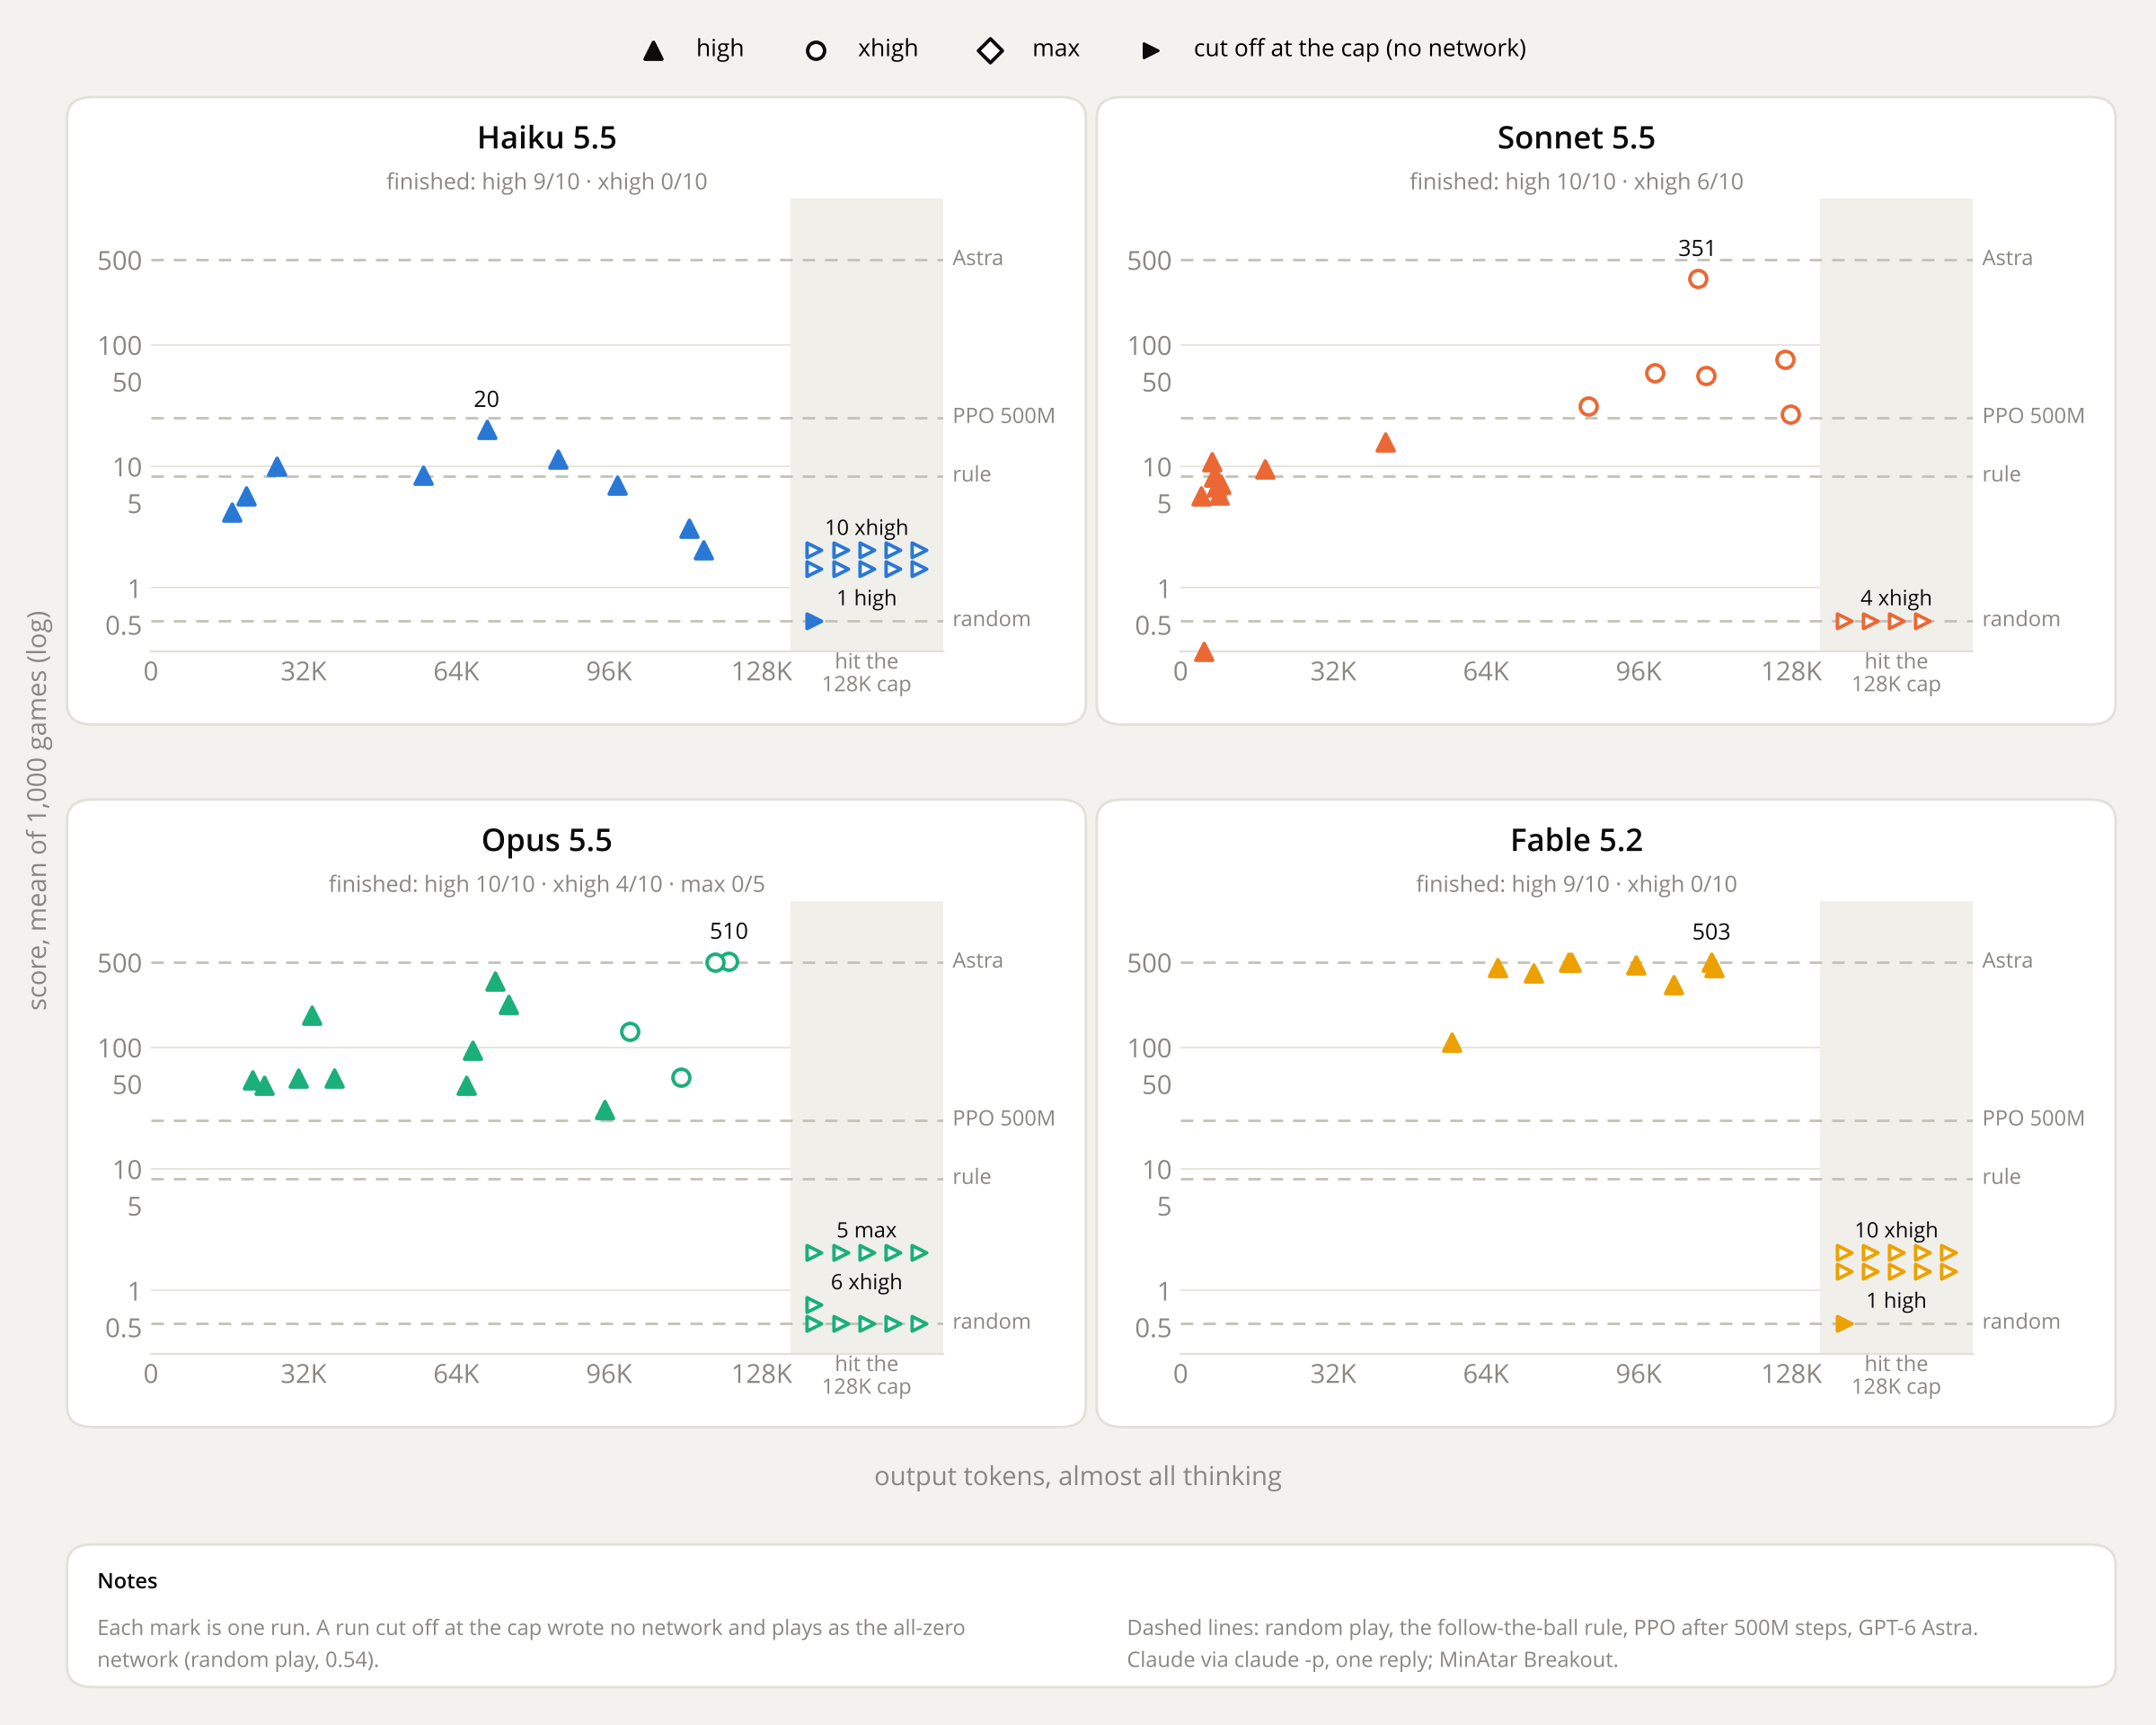 high xhigh max cut off at the cap (no network)
Haiku 5.5
finished: high 9/10 · xhigh 0/10
500
100
50
10
5
1
0.5
20
Astra
PPO 500M
rule
random
10 xhigh
1 high
0 32K 64K 96K 128K
hit the
128K cap
Sonnet 5.5
finished: high 10/10 · xhigh 6/10
500
100
50
10
5
1
0.5
351
Astra
PPO 500M
rule
random
4 xhigh
0 32K 64K 96K 128K
hit the
128K cap
score, mean of 1,000 games (log)
Opus 5.5
finished: high 10/10 · xhigh 4/10 · max 0/5
500
100
50
10
5
1
0.5
510
Astra
PPO 500M
rule
random
5 max
6 xhigh
0 32K 64K 96K 128K
hit the
128K cap
Fable 5.2
finished: high 9/10 · xhigh 0/10
500
100
50
10
5
1
0.5
503
Astra
PPO 500M
rule
random
10 xhigh
1 high
0 32K 64K 96K 128K
hit the
128K cap
output tokens, almost all thinking
Notes
Each mark is one run. A run cut off at the cap wrote no network and plays as the all-zero
network (random play, 0.54).
Dashed lines: random play, the follow-the-ball rule, PPO after 500M steps, GPT-6 Astra.
Claude via claude -p, one reply; MinAtar Breakout.